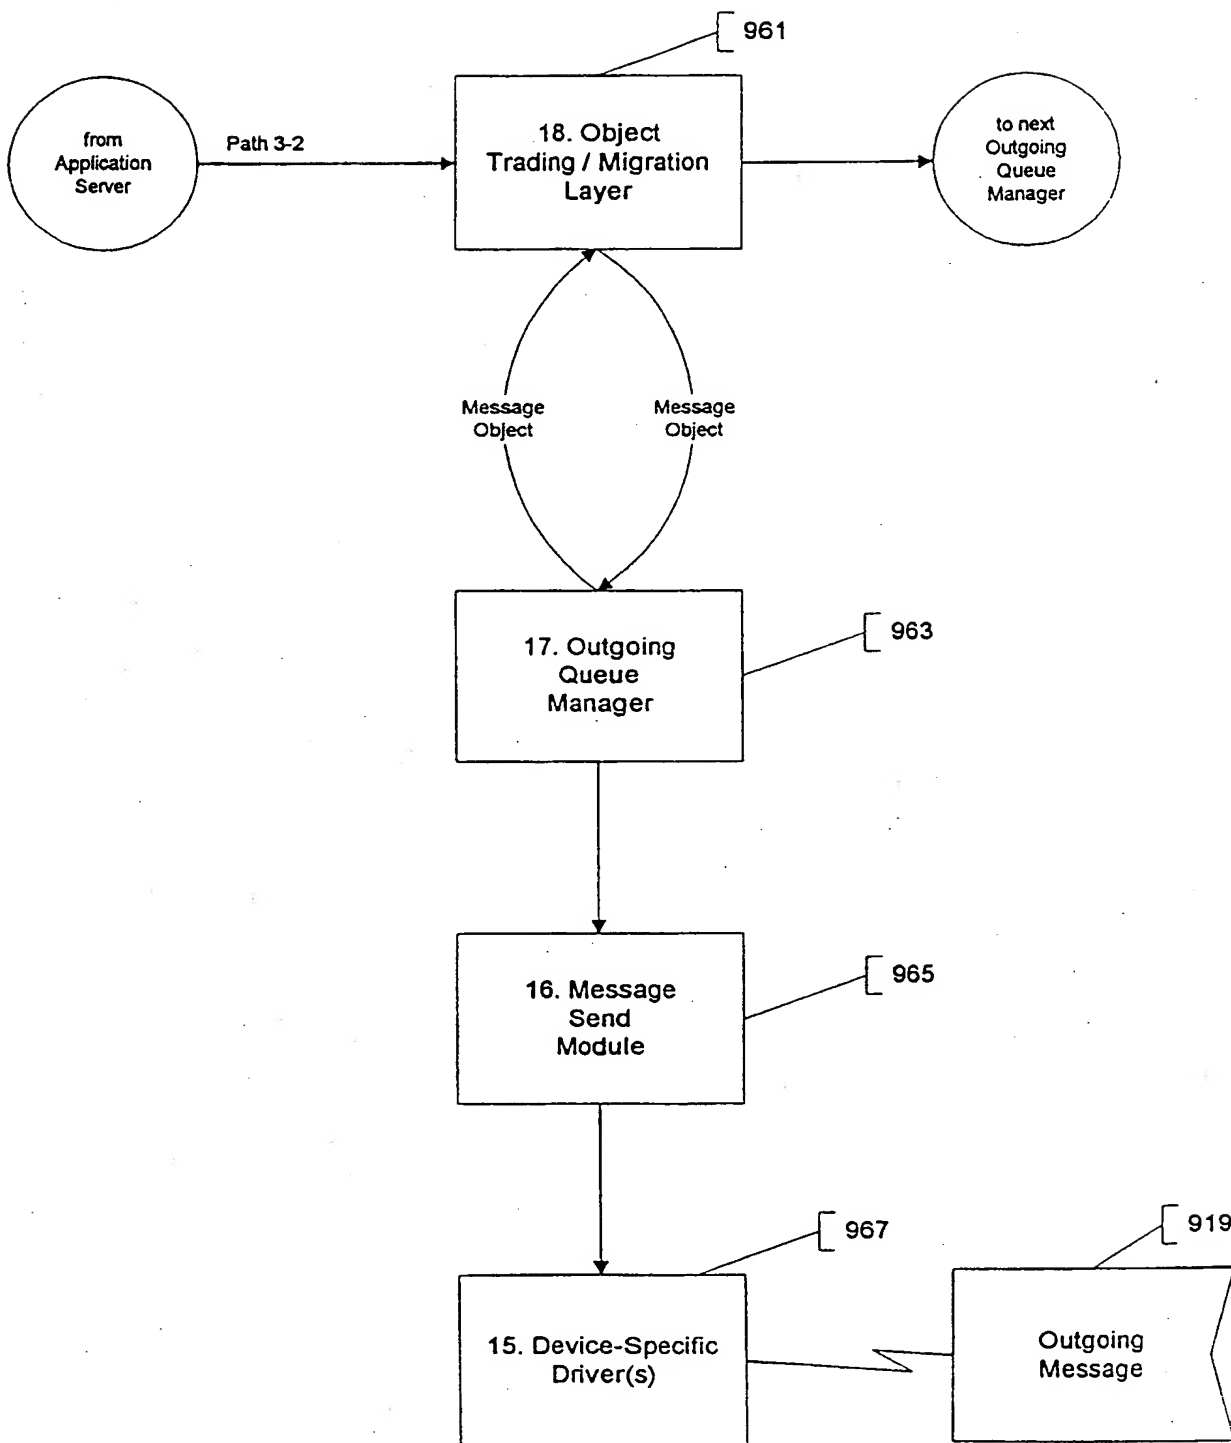 961
from
Application
Server
Path 3-2
18. Object
Trading / Migration
Layer
to next
Outgoing
Queue
Manager
Message
Object
Message
Object
17. Outgoing
Queue
Manager
963
16. Message
Send
Module
965
967
919
15. Device-Specific
Driver(s)
Outgoing
Message